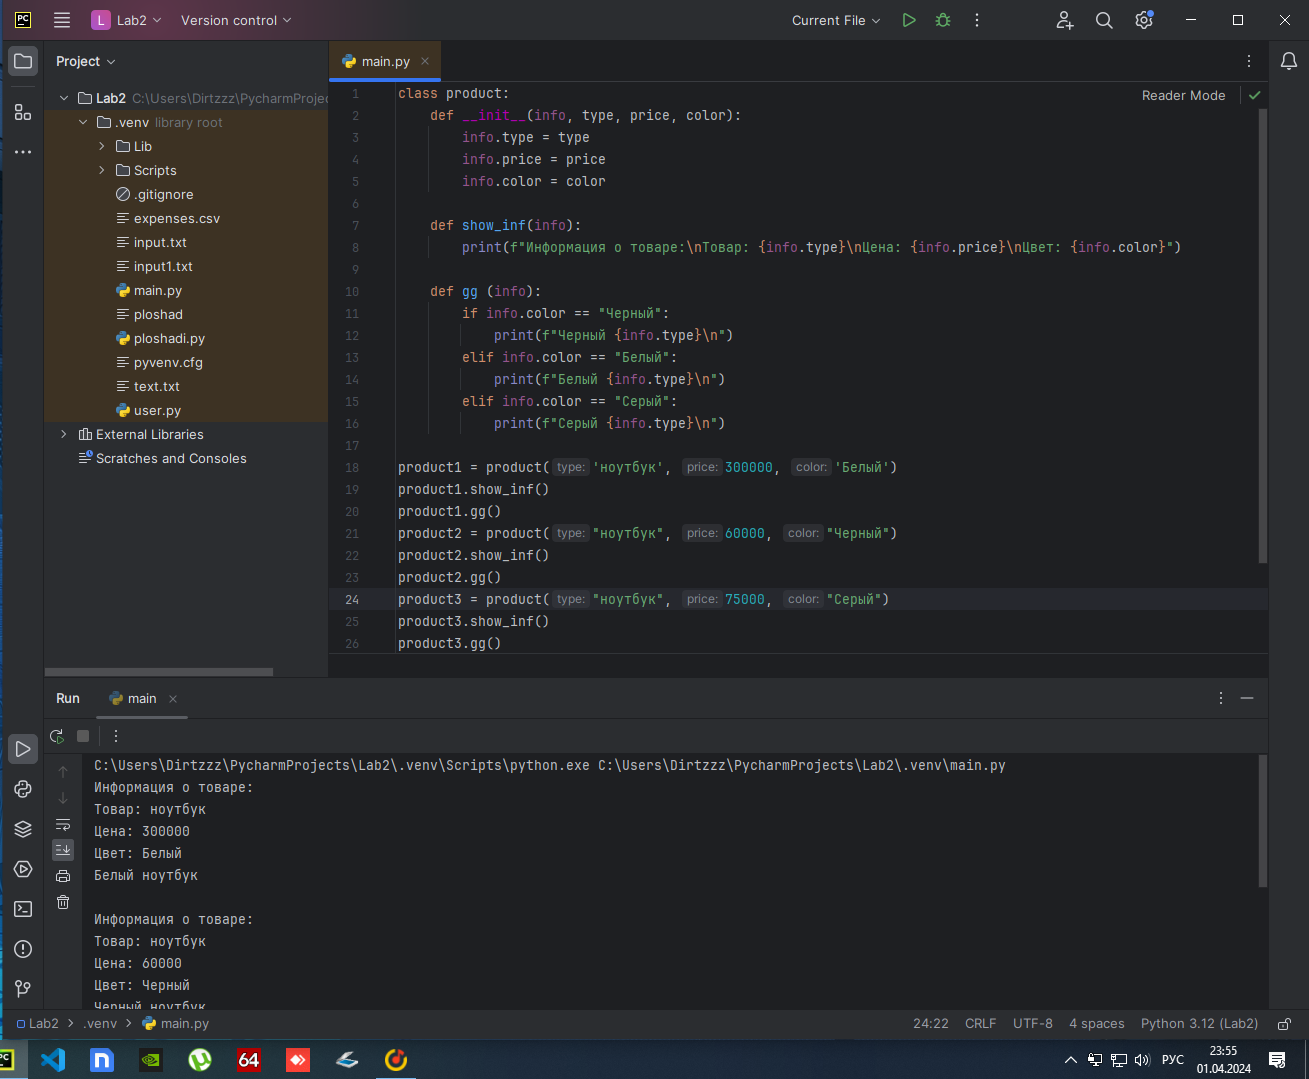 PC
L Lab2 Version control Current File
Project
main.py
Lab2 C:\Users\Dirtzzz\PycharmProjec
.venv library root
Lib
Scripts
.gitignore
expenses.csv
input.txt
input1.txt
main.py
ploshad
ploshadi.py
pyvenv.cfg
text.txt
user.py
External Libraries
Scratches and Consoles
Reader Mode
1 class product:
2 def __init__(info, type, price, color):
3 info.type = type
4 info.price = price
5 info.color = color
6
7 def show_inf(info):
8 print(f"Информация о товаре:\nТовар: {info.type}\nЦена: {info.price}\nЦвет: {info.color}")
9
10 def gg (info):
11 if info.color == "Черный":
12 print(f"Черный {info.type}\n")
13 elif info.color == "Белый":
14 print(f"Белый {info.type}\n")
15 elif info.color == "Серый":
16 print(f"Серый {info.type}\n")
17
18 product1 = product( type: 'ноутбук', price: 300000, color: 'Белый')
19 product1.show_inf()
20 product1.gg()
21 product2 = product( type: "ноутбук", price: 60000, color: "Черный")
22 product2.show_inf()
23 product2.gg()
24 product3 = product( type: "ноутбук", price: 75000, color: "Серый")
25 product3.show_inf()
26 product3.gg()
Run main
C:\Users\Dirtzzz\PycharmProjects\Lab2\.venv\Scripts\python.exe C:\Users\Dirtzzz\PycharmProjects\Lab2\.venv\main.py
Информация о товаре:
Товар: ноутбук
Цена: 300000
Цвет: Белый
Белый ноутбук
Информация о товаре:
Товар: ноутбук
Цена: 60000
Цвет: Черный
Черный ноутбук
Lab2 .venv main.py 24:22 CRLF UTF-8 4 spaces Python 3.12 (Lab2)
PC n 64 РУС 23:55
01.04.2024